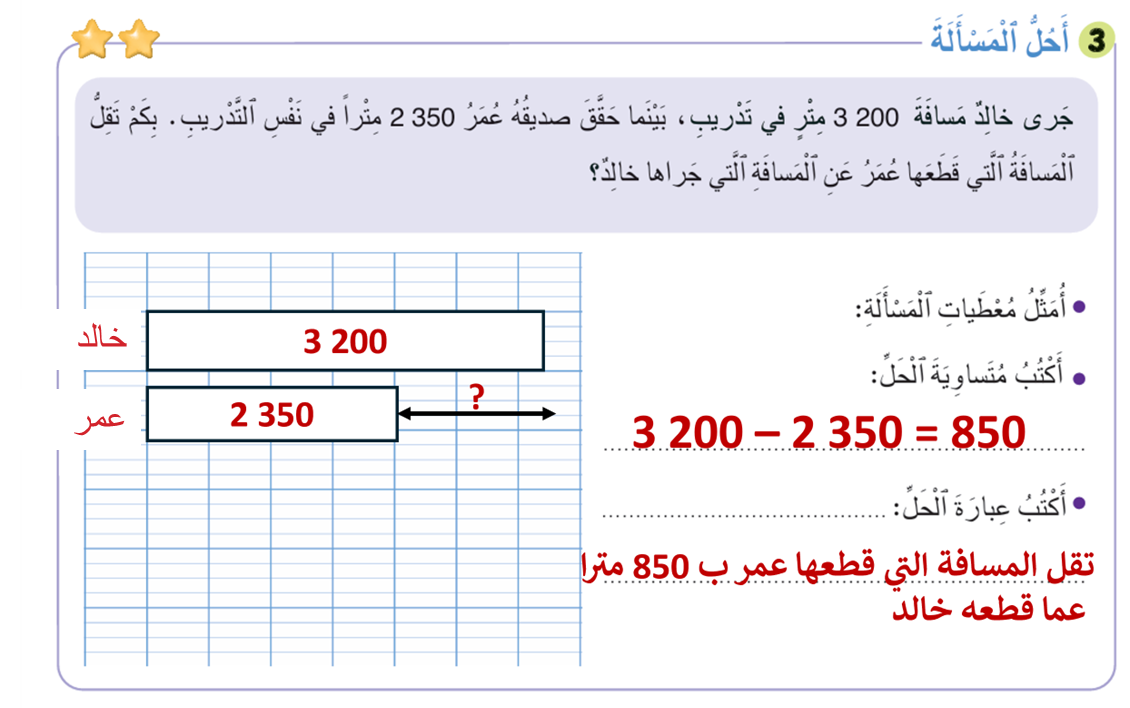 3 أَحُلُّ ٱلْمَسْأَلَةَ
جَرى خالِدٌ مَسافَةَ 3 200 مِتْرٍ في تَدْريبِ، بَيْنَما حَقَّقَ صديقُهُ عُمَرُ 2 350 مِتْراً في نَفْسِ ٱلتَّدْريبِ. بِكَمْ تَقِلُّ
ٱلْمَسافَةُ ٱلَّتي قَطَعَها عُمَرُ عَنِ ٱلْمَسافَةِ ٱلَّتي جَراها خالِدٌ؟
• أُمَثِّلُ مُعْطَياتِ ٱلْمَسْأَلَةِ:
خالد
3 200
عمر
2 350
?
• أَكْتُبُ مُتَساوِيَةَ ٱلْحَلِّ:
3 200 – 2 350 = 850
• أَكْتُبُ عِبارَةَ ٱلْحَلِّ: ..........................................
تقل المسافة التي قطعها عمر ب 850 مترا
عما قطعه خالد